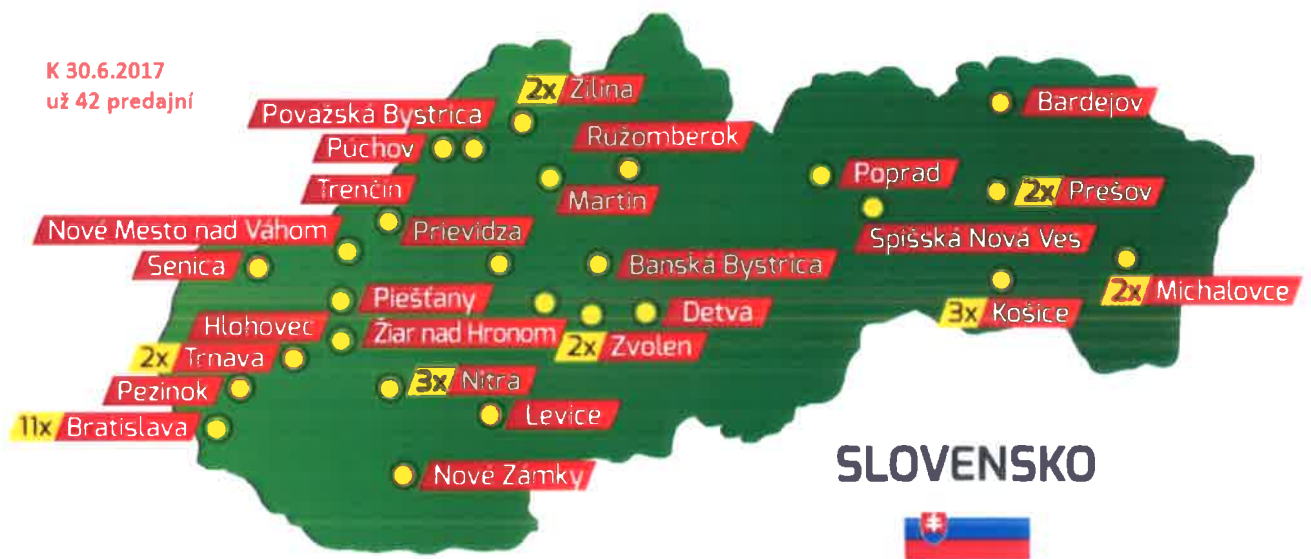 K 30.6.2017
už 42 predajní
2x Žilina
Považská Bystrica
Bardejov
Ružomberok
Púchov
Poprad
Trenčín
2x Prešov
Martin
Nové Mesto nad Váhom
Prievidza
Spišská Nová Ves
Senica
Banská Bystrica
2x Michalovce
Piešťany
Detva
3x Košice
Hlohovec
Žiar nad Hronom
2x Zvolen
2x Trnava
Pezinok
3x Nitra
Levice
11x Bratislava
Nové Zámky
SLOVENSKO